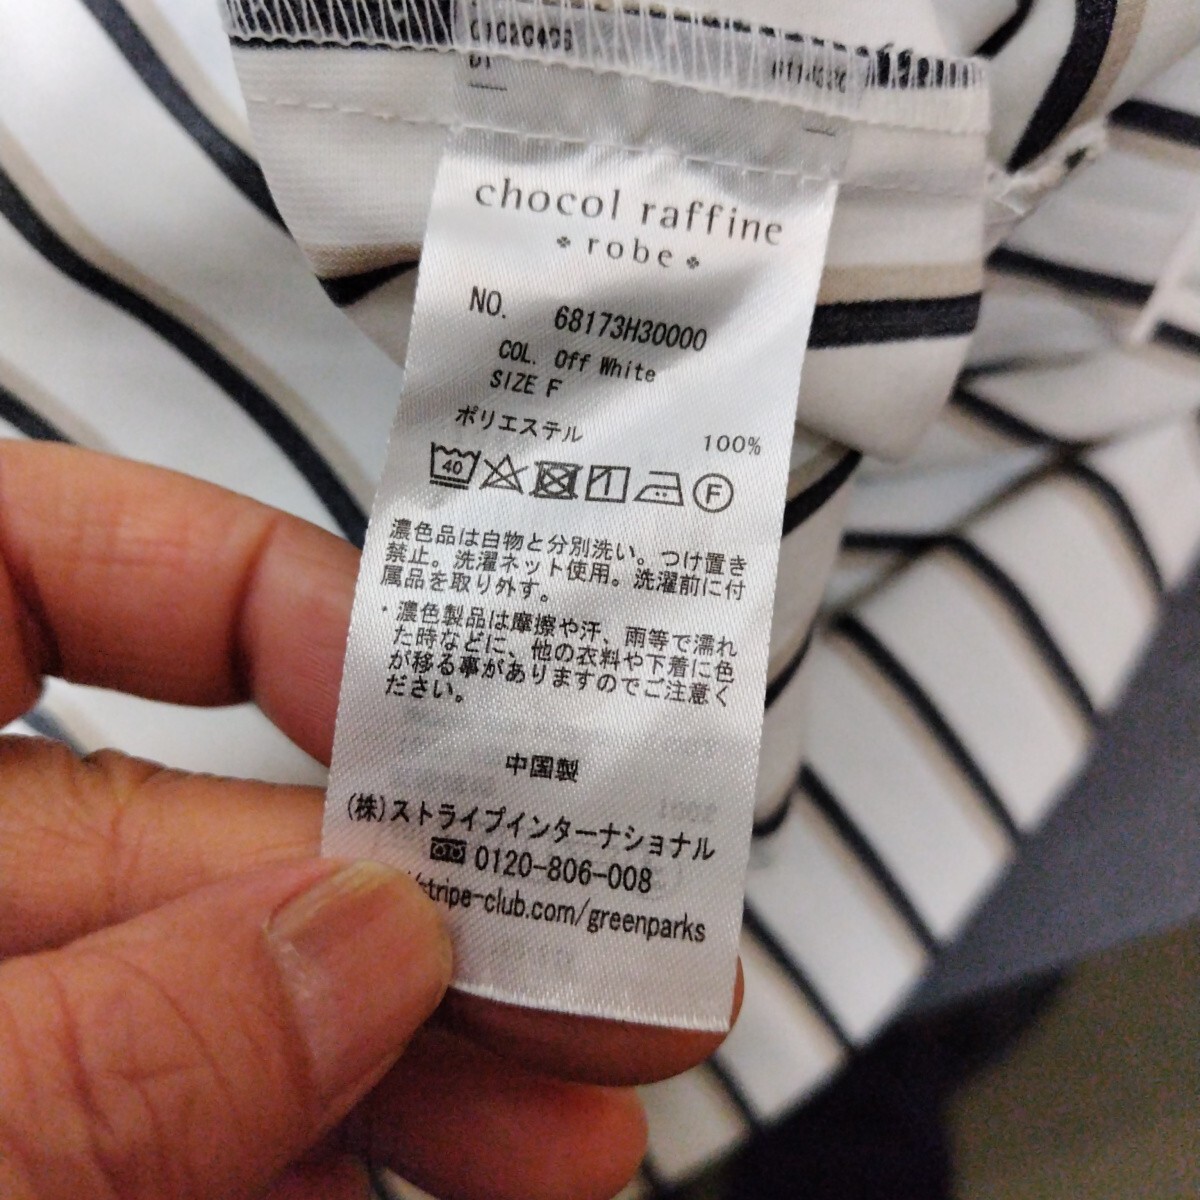 chocol raffine
robe
NO. 68173H30000
COL. Off White
SIZE F
ポリエステル 100%
40
F
濃色品は白物と分別洗い。つけ置き
禁止。洗濯ネット使用。洗濯前に付
属品を取り外す。
・濃色製品は摩擦や汗、雨等で濡れ
た時などに、他の衣料や下着に色
が移る事がありますのでご注意く
ださい。
中国製
(株)ストライプインターナショナル
0120-806-008
stripe-club.com/greenparks